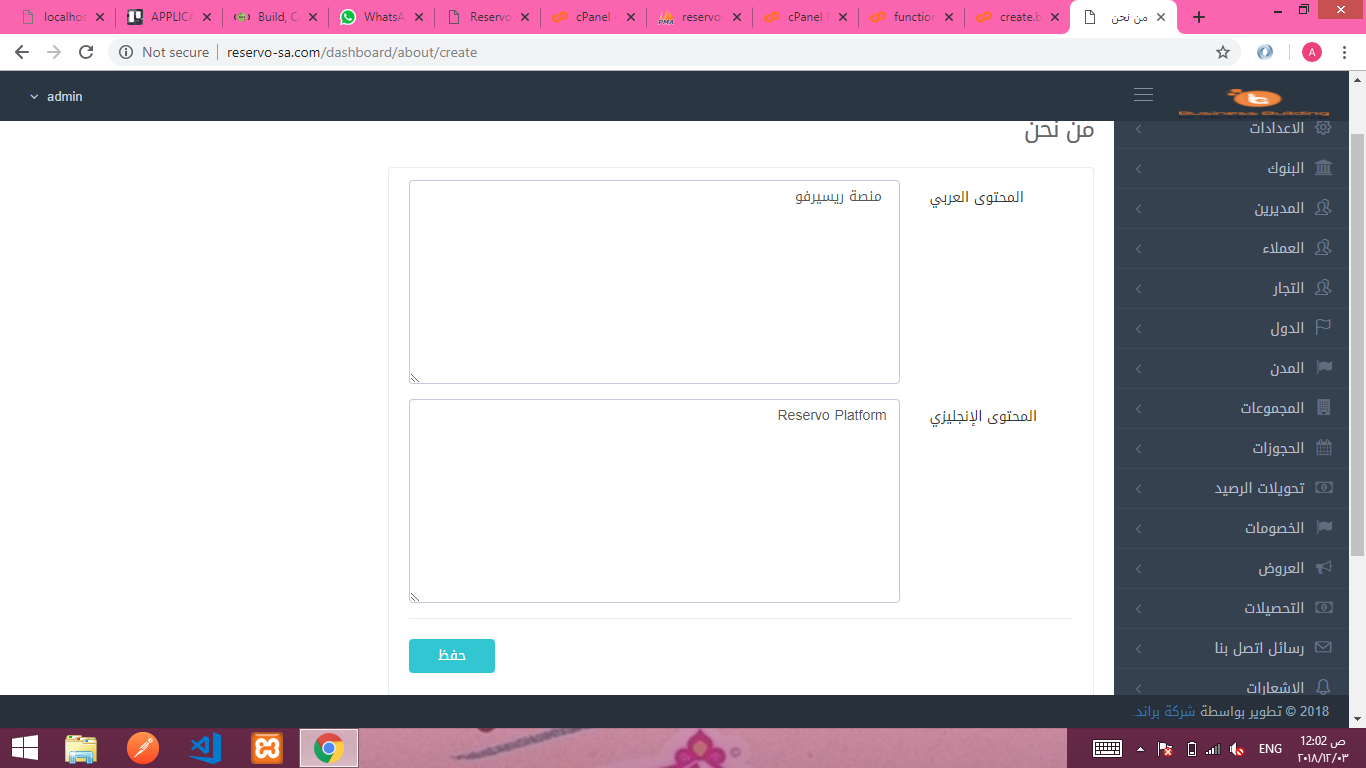 localhos
APPLICA
Build, C
WhatsA
Reservo
cPanel -
reservo
cPanel F
function
create.b
من نحن
Not secure
reservo-sa.com/dashboard/about/create
A
admin
Business Building
من نحن
المحتوى العربي
منصة ريسيرفو
المحتوى الإنجليزي
Reservo Platform
حفظ
الاعدادات
البنوك
المديرين
العملاء
التجار
الدول
المدن
المجموعات
الحجوزات
تحويلات الرصيد
الخصومات
العروض
التحصيلات
رسائل اتصل بنا
الاشعارات
2018 © تطوير بواسطة شركة براند.
ENG
12:02 ص
٢٠١٨/١٢/٠٣